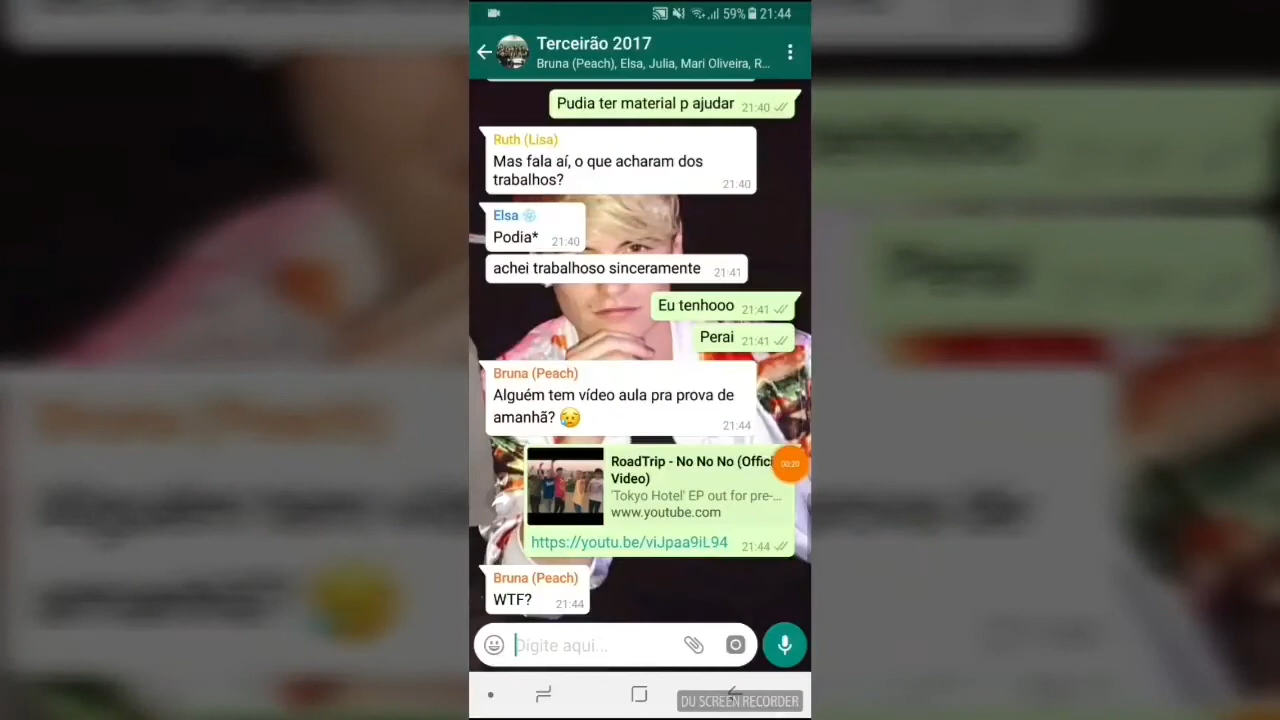 59% 21:44
Terceirão 2017
Bruna (Peach), Elsa, Julia, Mari Oliveira, R...
Pudia ter material p ajudar 21:40
Ruth (Lisa)
Mas fala aí, o que acharam dos
trabalhos?
21:40
Elsa
Podia* 21:40
achei trabalhoso sinceramente 21:41
Eu tenhooo 21:41
Perai 21:41
Bruna (Peach)
Alguém tem vídeo aula pra prova de
amanhã? 😥
21:44
RoadTrip - No No No (Offici
Video)
00:20
'Tokyo Hotel' EP out for pre-...
www.youtube.com
https://youtu.be/viJpaa9iL94 21:44
Bruna (Peach)
WTF? 21:44
Digite aqui...
DU SCREEN RECORDER